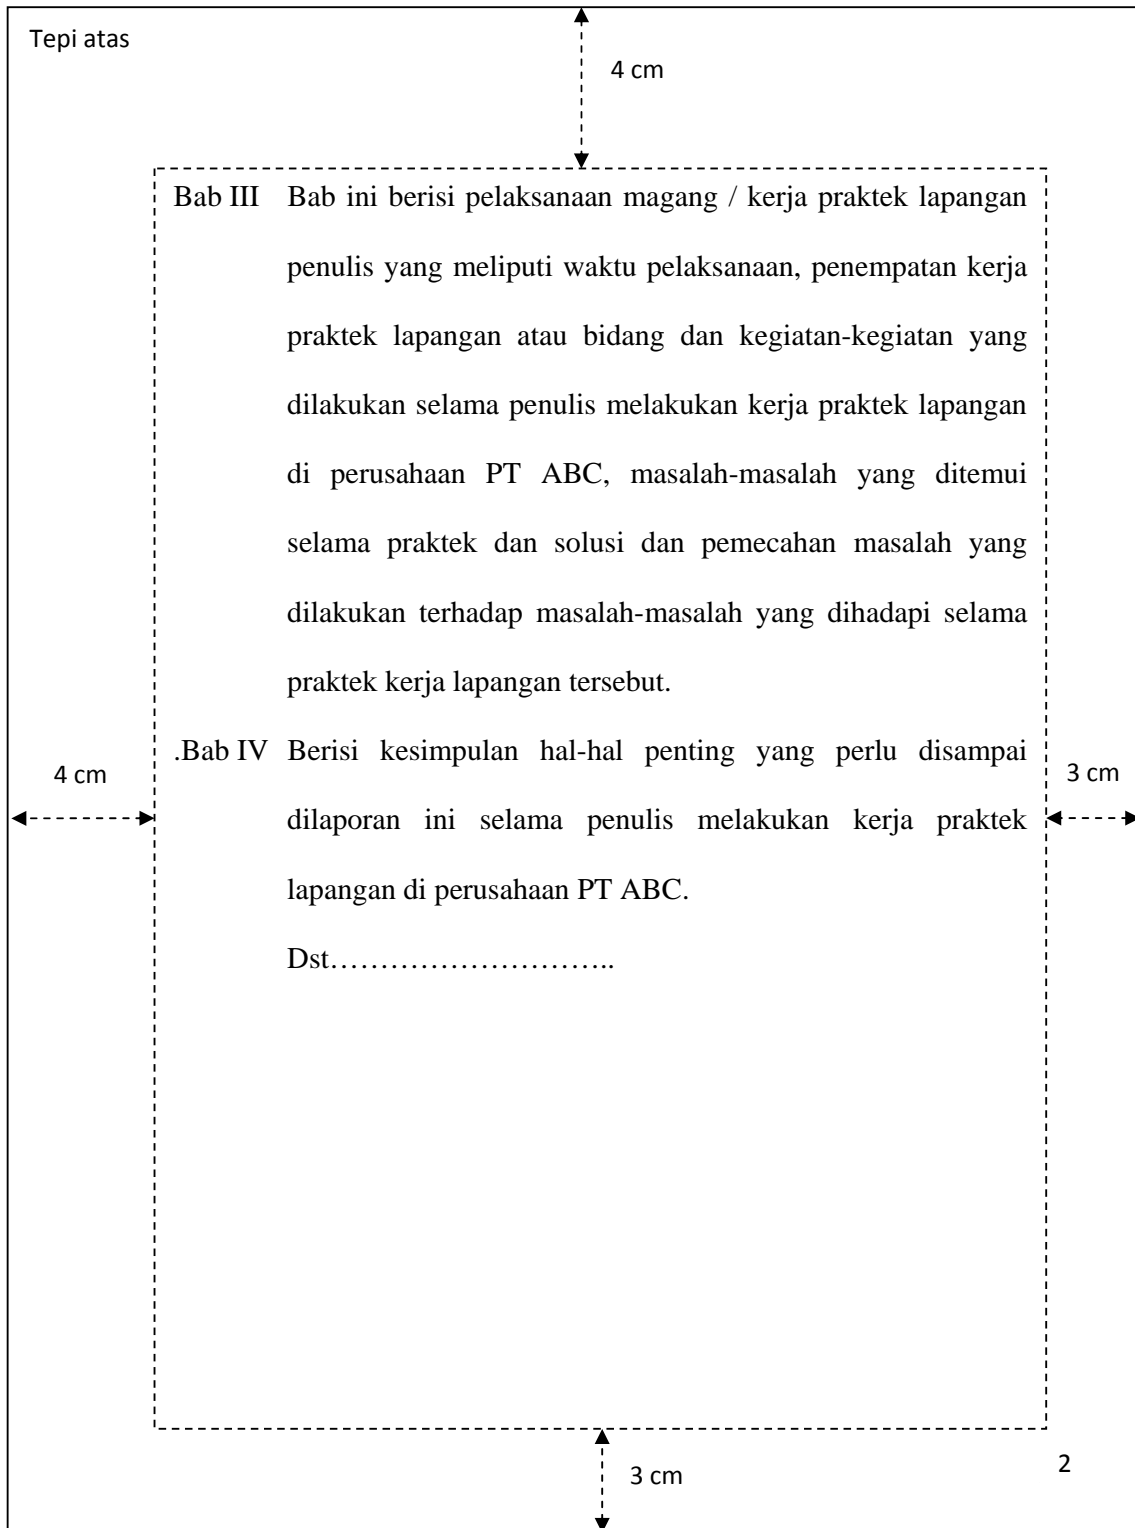 Tepi atas
4 cm
Bab III Bab ini berisi pelaksanaan magang / kerja praktek lapangan
penulis yang meliputi waktu pelaksanaan, penempatan kerja
praktek lapangan atau bidang dan kegiatan-kegiatan yang
dilakukan selama penulis melakukan kerja praktek lapangan
di perusahaan PT ABC, masalah-masalah yang ditemui
selama praktek dan solusi dan pemecahan masalah yang
dilakukan terhadap masalah-masalah yang dihadapi selama
praktek kerja lapangan tersebut.
.Bab IV Berisi kesimpulan hal-hal penting yang perlu disampai
4 cm
3 cm
dilaporan ini selama penulis melakukan kerja praktek
lapangan di perusahaan PT ABC.
Dst………………………..
3 cm
2